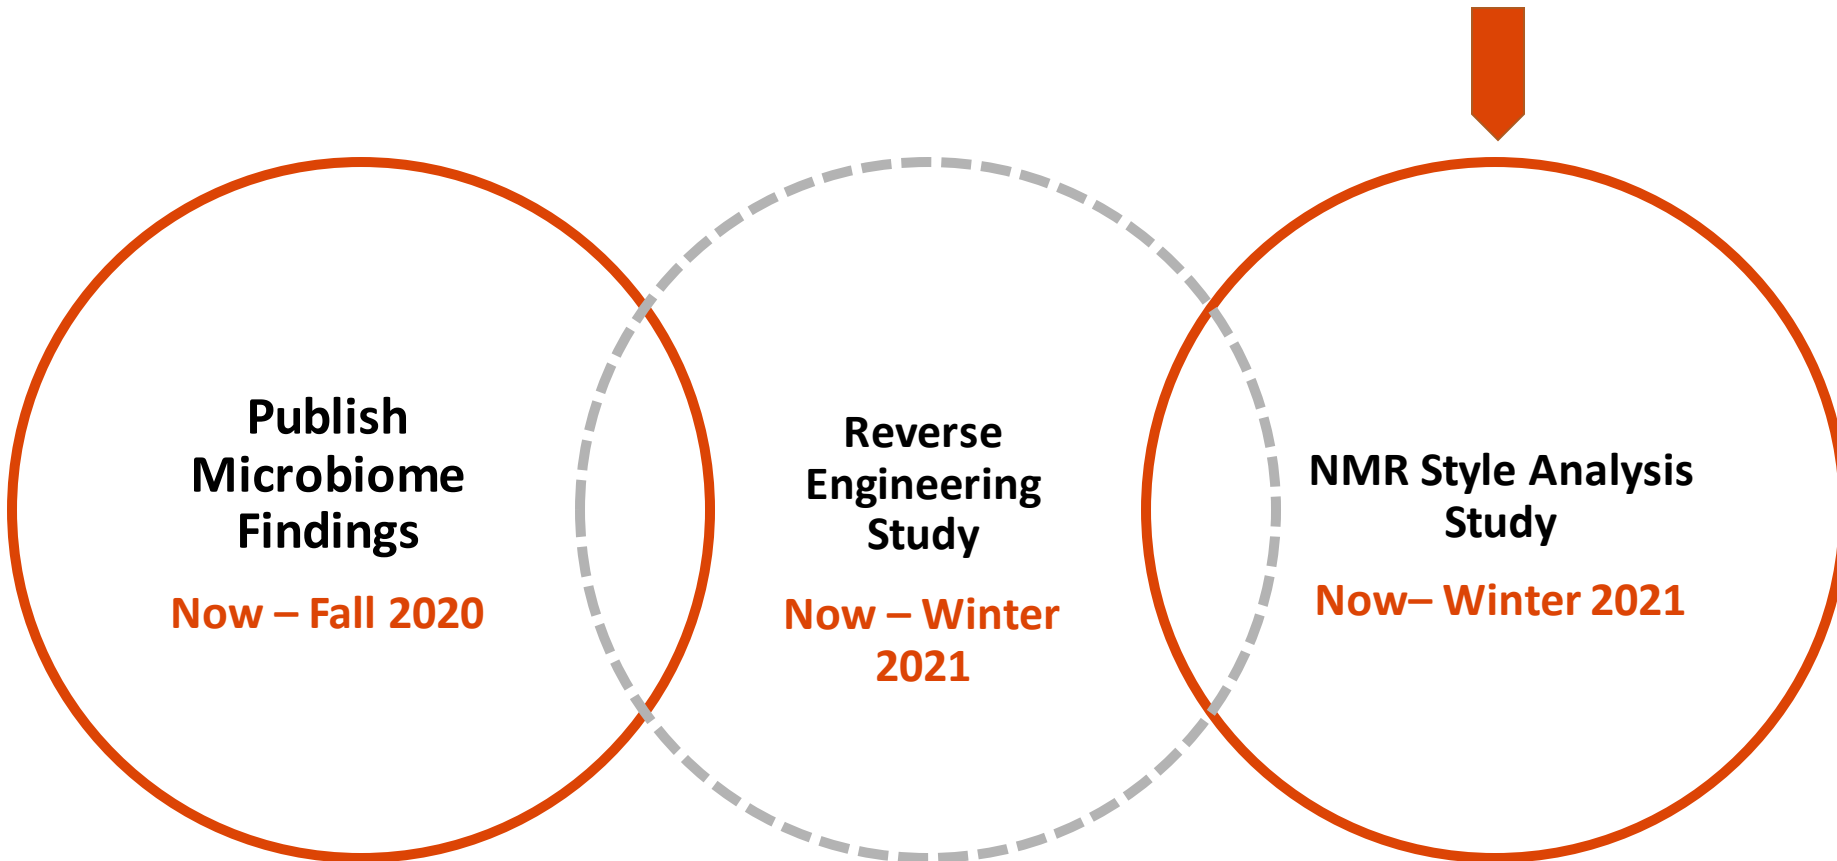 Publish
Microbiome
Findings
Now – Fall 2020
Reverse
Engineering
Study
Now – Winter
2021
NMR Style Analysis
Study
Now– Winter 2021